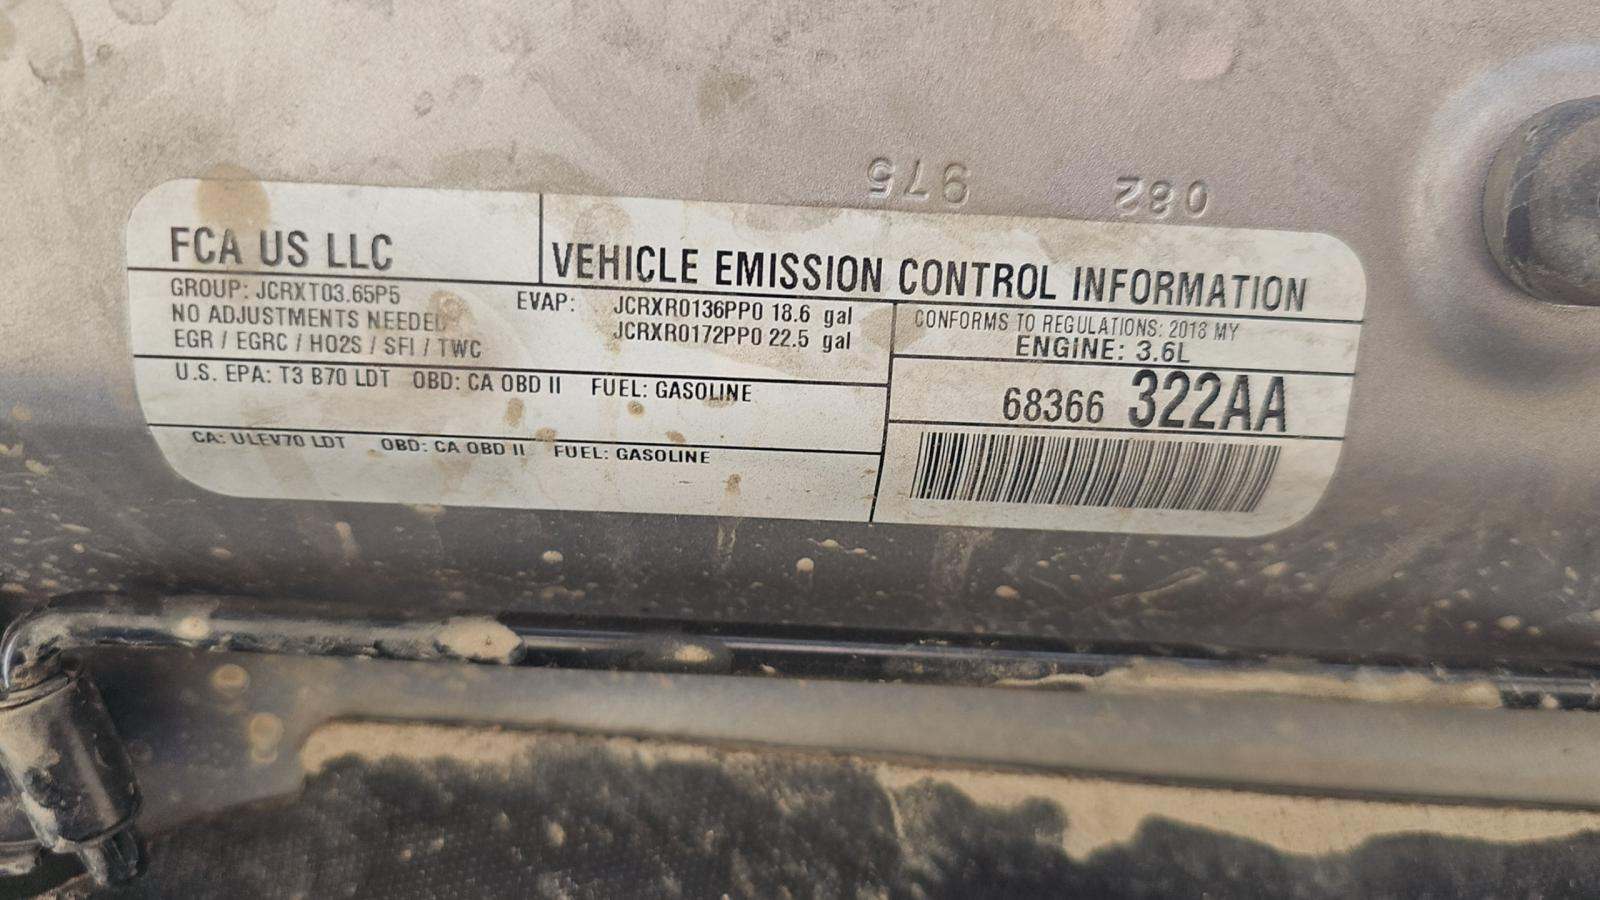 975 082
FCA US LLC
VEHICLE EMISSION CONTROL INFORMATION
GROUP: JCRXT03.65P5
NO ADJUSTMENTS NEEDED
EGR / EGRC / HO2S / SFI / TWC
EVAP: JCRXR0136PP0 18.6 gal
JCRXR0172PP0 22.5 gal
CONFORMS TO REGULATIONS: 2018 MY
ENGINE: 3.6L
U.S. EPA: T3 B70 LDT OBD: CA OBD II FUEL: GASOLINE
68366 322AA
CA: ULEV70 LDT OBD: CA OBD II FUEL: GASOLINE